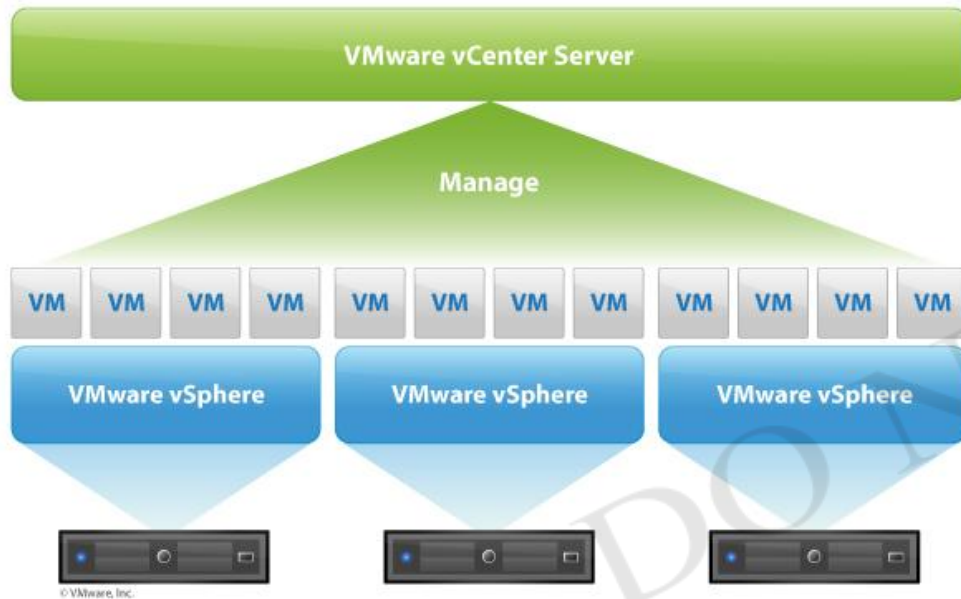 VMware vCenter Server
Manage
VM VM VM VM VM VM VM VM VM VM VM VM
VMware vSphere VMware vSphere VMware vSphere
DO N
© VMware, Inc.